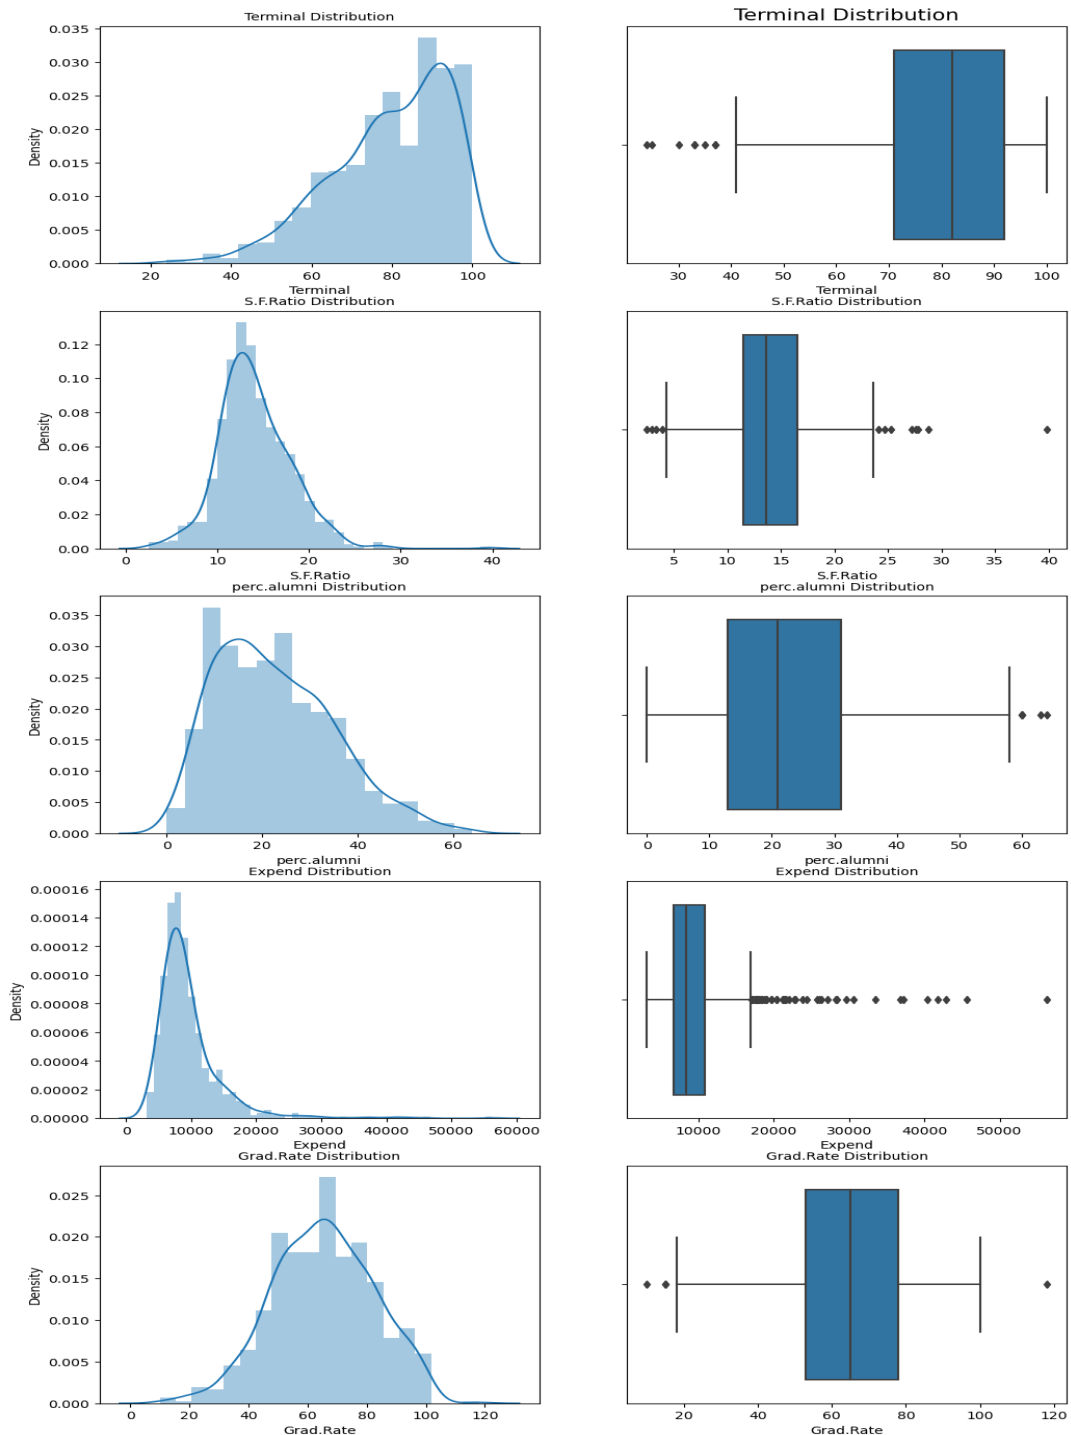 Terminal Distribution
0.035
0.030
0.025
0.020
0.015
0.010
0.005
0.000
Density
20 40 60 80 100
Terminal
Terminal Distribution
30 40 50 60 70 80 90 100
Terminal
S.F.Ratio Distribution
0.12
0.10
0.08
0.06
0.04
0.02
0.00
Density
0 10 20 30 40
S.F.Ratio
S.F.Ratio Distribution
5 10 15 20 25 30 35 40
S.F.Ratio
perc.alumni Distribution
0.035
0.030
0.025
0.020
0.015
0.010
0.005
0.000
Density
0 20 40 60
perc.alumni
perc.alumni Distribution
0 10 20 30 40 50 60
perc.alumni
Expend Distribution
0.00016
0.00014
0.00012
0.00010
0.00008
0.00006
0.00004
0.00002
0.00000
Density
0 10000 20000 30000 40000 50000 60000
Expend
Expend Distribution
10000 20000 30000 40000 50000
Expend
Grad.Rate Distribution
0.025
0.020
0.015
0.010
0.005
0.000
Density
0 20 40 60 80 100 120
Grad.Rate
Grad.Rate Distribution
20 40 60 80 100 120
Grad.Rate